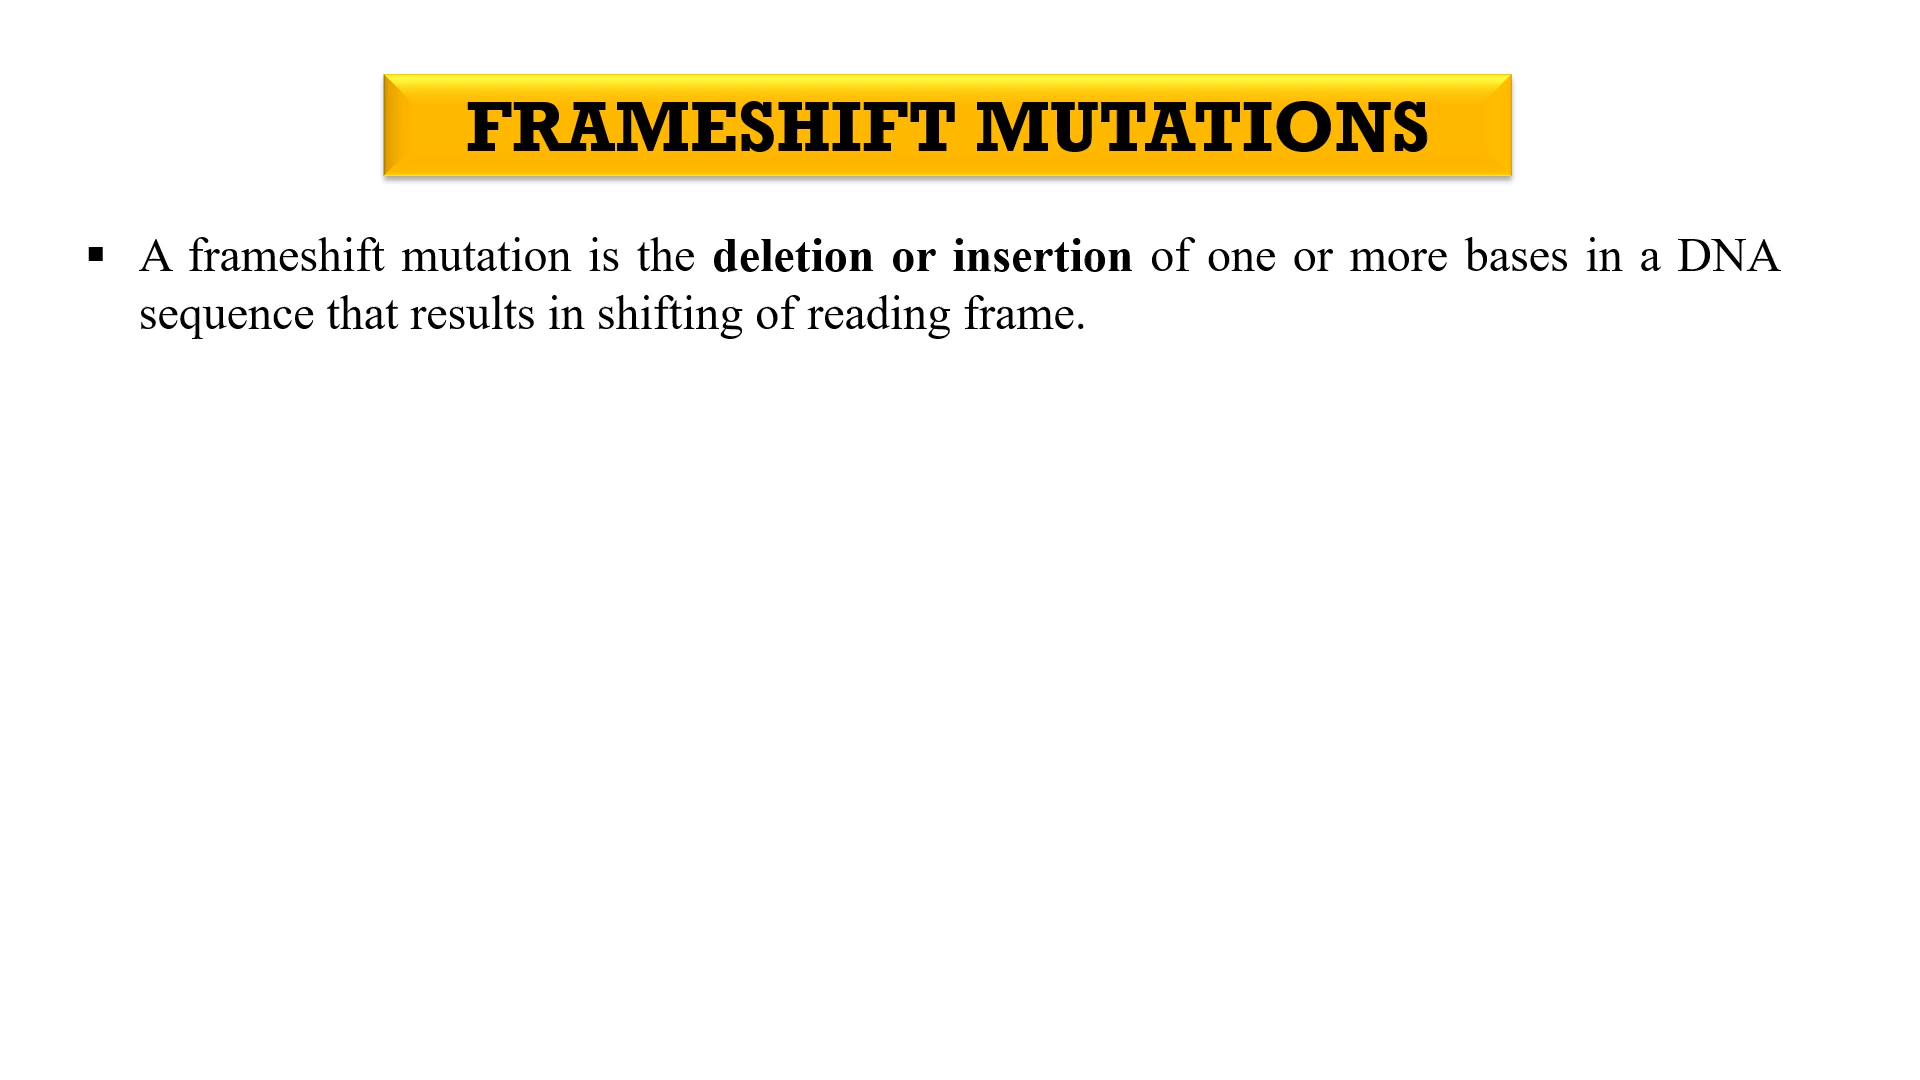 FRAMESHIFT MUTATIONS
▪ A frameshift mutation is the deletion or insertion of one or more bases in a DNA
sequence that results in shifting of reading frame.